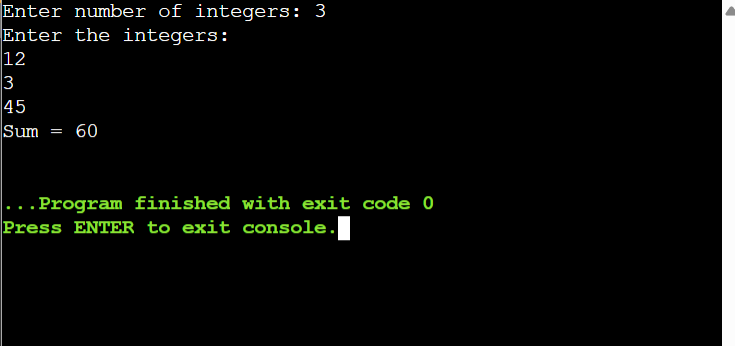 Enter number of integers: 3
Enter the integers:
12
3
45
Sum = 60
...Program finished with exit code 0
Press ENTER to exit console.